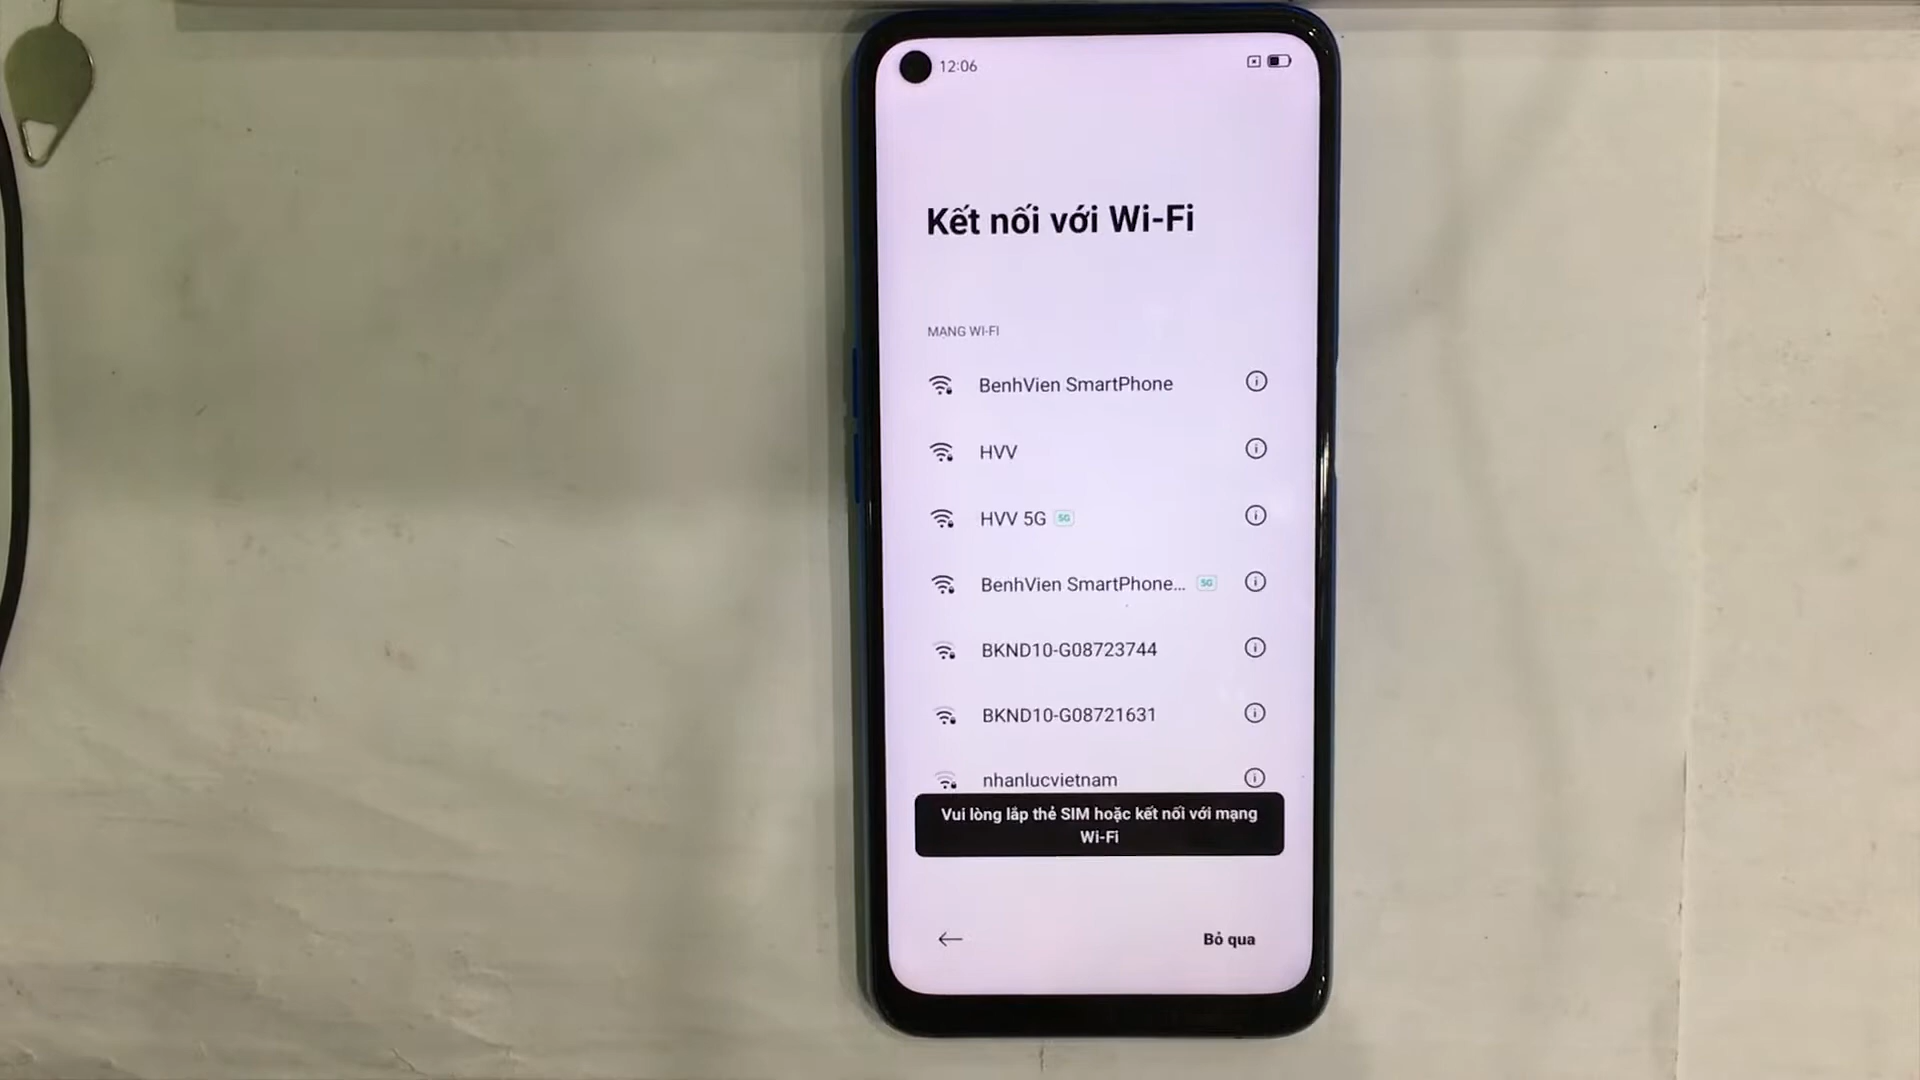 12:06
Kết nối với Wi-Fi
MẠNG WI-FI
BenhVien SmartPhone
HVV
HVV 5G 5G
BenhVien SmartPhone... 5G
BKND10-G08723744
BKND10-G08721631
nhanlucvietnam
Vui lòng lắp thẻ SIM hoặc kết nối với mạng
Wi-Fi
Bỏ qua